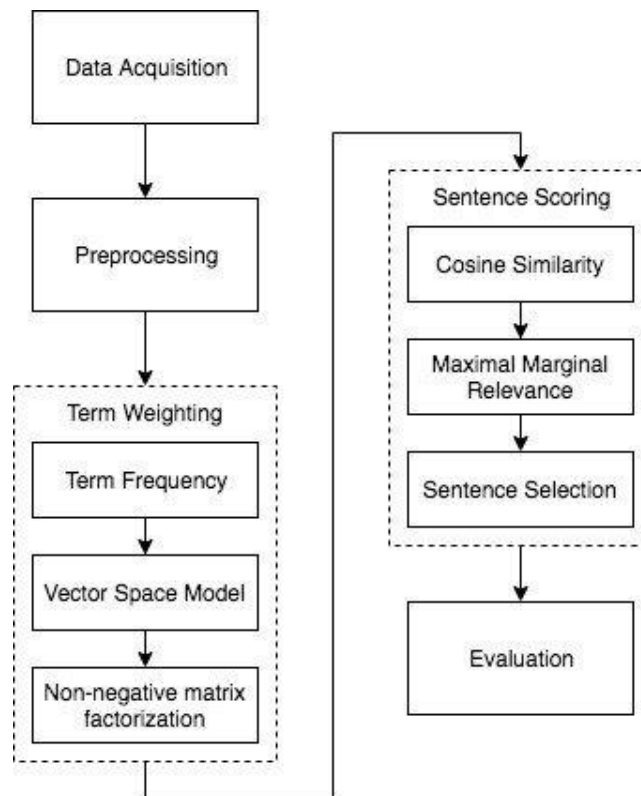 Data Acquisition
Preprocessing
Term Weighting
Term Frequency
Vector Space Model
Non-negative matrix
factorization
Sentence Scoring
Cosine Similarity
Maximal Marginal
Relevance
Sentence Selection
Evaluation